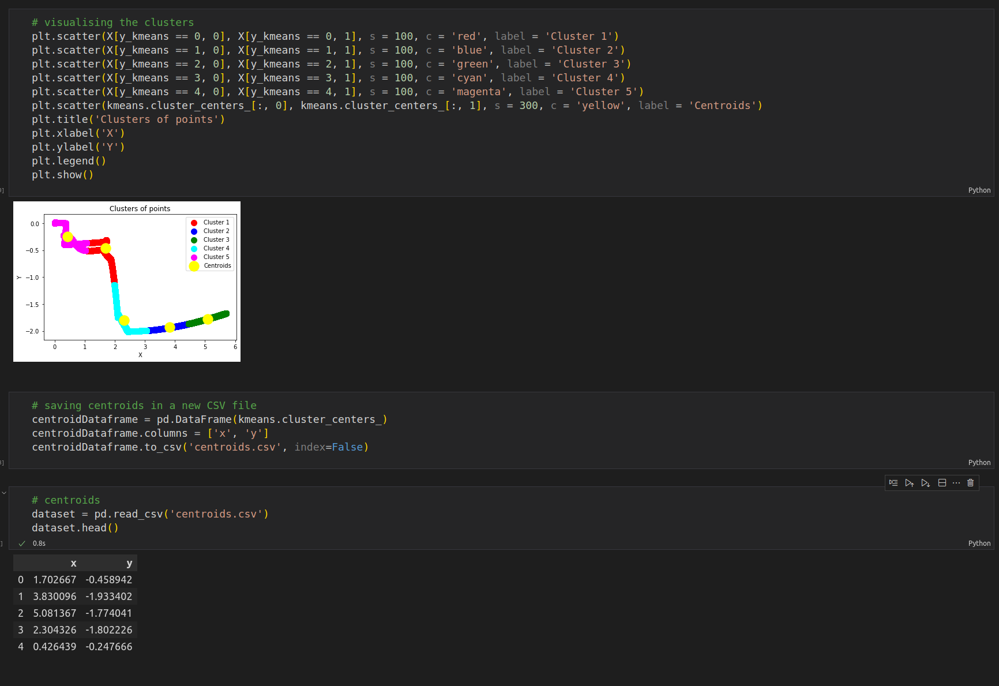 # visualising the clusters
plt.scatter(X[y_kmeans == 0, 0], X[y_kmeans == 0, 1], s = 100, c = 'red', label = 'Cluster 1')
plt.scatter(X[y_kmeans == 1, 0], X[y_kmeans == 1, 1], s = 100, c = 'blue', label = 'Cluster 2')
plt.scatter(X[y_kmeans == 2, 0], X[y_kmeans == 2, 1], s = 100, c = 'green', label = 'Cluster 3')
plt.scatter(X[y_kmeans == 3, 0], X[y_kmeans == 3, 1], s = 100, c = 'cyan', label = 'Cluster 4')
plt.scatter(X[y_kmeans == 4, 0], X[y_kmeans == 4, 1], s = 100, c = 'magenta', label = 'Cluster 5')
plt.scatter(kmeans.cluster_centers_[:, 0], kmeans.cluster_centers_[:, 1], s = 300, c = 'yellow', label = 'Centroids')
plt.title('Clusters of points')
plt.xlabel('X')
plt.ylabel('Y')
plt.legend()
plt.show()
Python
Clusters of points
Cluster 1
Cluster 2
Cluster 3
Cluster 4
Cluster 5
Centroids
0.0
−0.5
−1.0
−1.5
−2.0
Y
0 1 2 3 4 5 6
X
# saving centroids in a new CSV file
centroidDataframe = pd.DataFrame(kmeans.cluster_centers_)
centroidDataframe.columns = ['x', 'y']
centroidDataframe.to_csv('centroids.csv', index=False)
Python
# centroids
dataset = pd.read_csv('centroids.csv')
dataset.head()
0.8s
Python
x y
0 1.702667 -0.458942
1 3.830096 -1.933402
2 5.081367 -1.774041
3 2.304326 -1.802226
4 0.426439 -0.247666